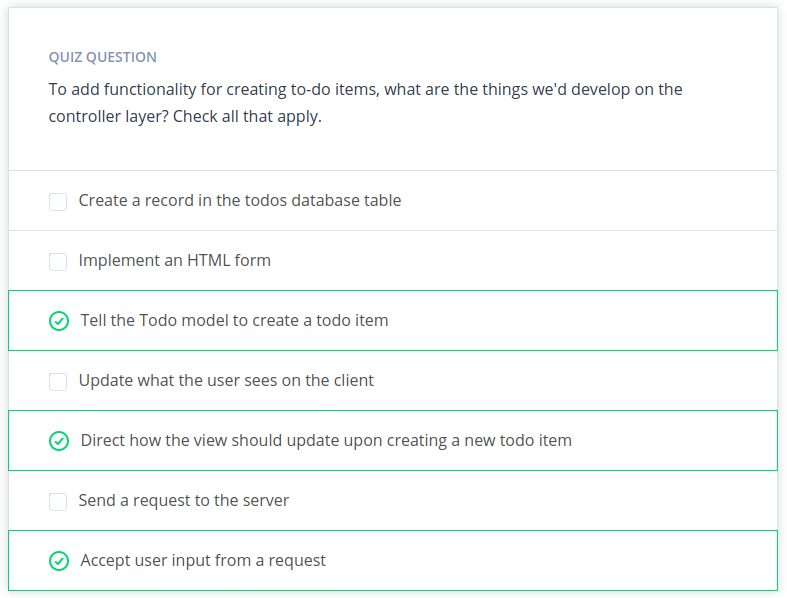 QUIZ QUESTION
To add functionality for creating to-do items, what are the things we'd develop on the
controller layer? Check all that apply.
Create a record in the todos database table
Implement an HTML form
Tell the Todo model to create a todo item
Update what the user sees on the client
Direct how the view should update upon creating a new todo item
Send a request to the server
Accept user input from a request